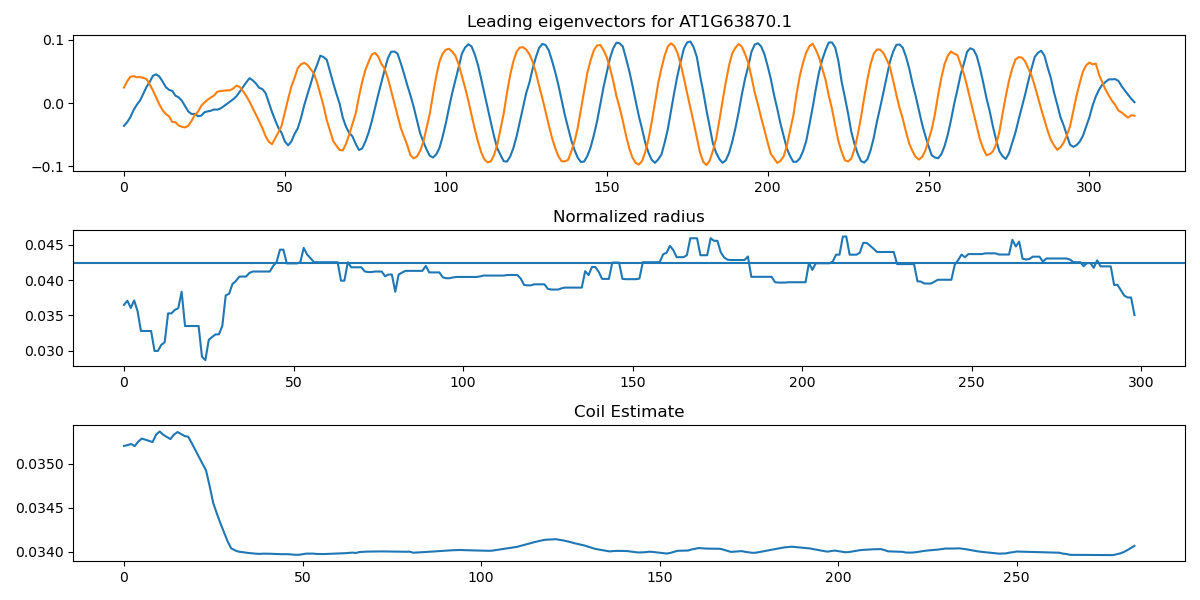 Leading eigenvectors for AT1G63870.1
0.1
0.0
−0.1
0 50 100 150 200 250 300
Normalized radius
0.045
0.040
0.035
0.030
0 50 100 150 200 250 300
Coil Estimate
0.0350
0.0345
0.0340
0 50 100 150 200 250